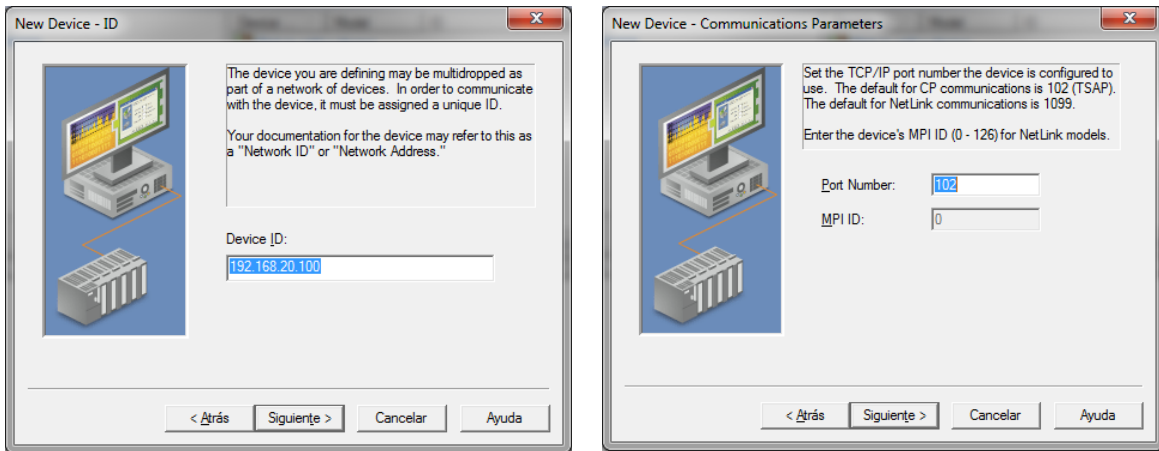 New Device - ID
The device you are defining may be multidropped as
part of a network of devices. In order to communicate
with the device, it must be assigned a unique ID.
Your documentation for the device may refer to this as
a "Network ID" or "Network Address."
Device ID:
192.168.20.100
< Atrás
Siguiente >
Cancelar
Ayuda
New Device - Communications Parameters
Set the TCP/IP port number the device is configured to
use. The default for CP communications is 102 (TSAP).
The default for NetLink communications is 1099.
Enter the device's MPI ID (0 - 126) for NetLink models.
Port Number:
102
MPI ID:
0
< Atrás
Siguiente >
Cancelar
Ayuda